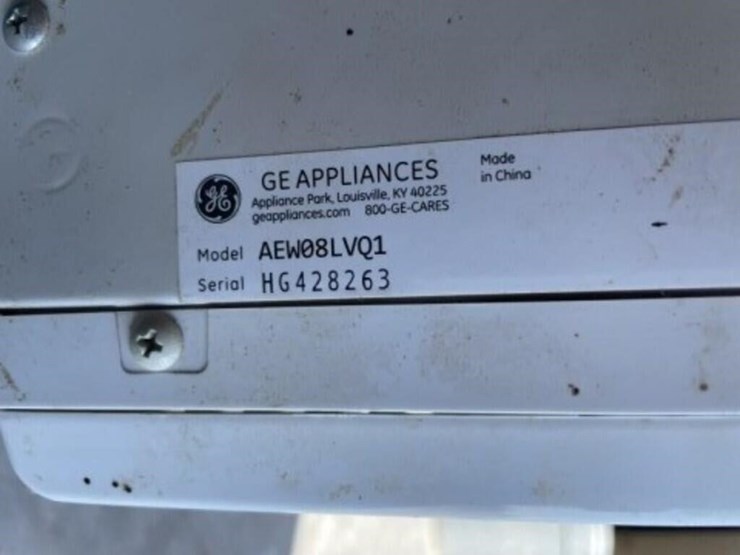 GE
GE APPLIANCES
Appliance Park, Louisville, KY 40225
geappliances.com 800-GE-CARES
Made
in China
Model AEW08LVQ1
Serial HG428263